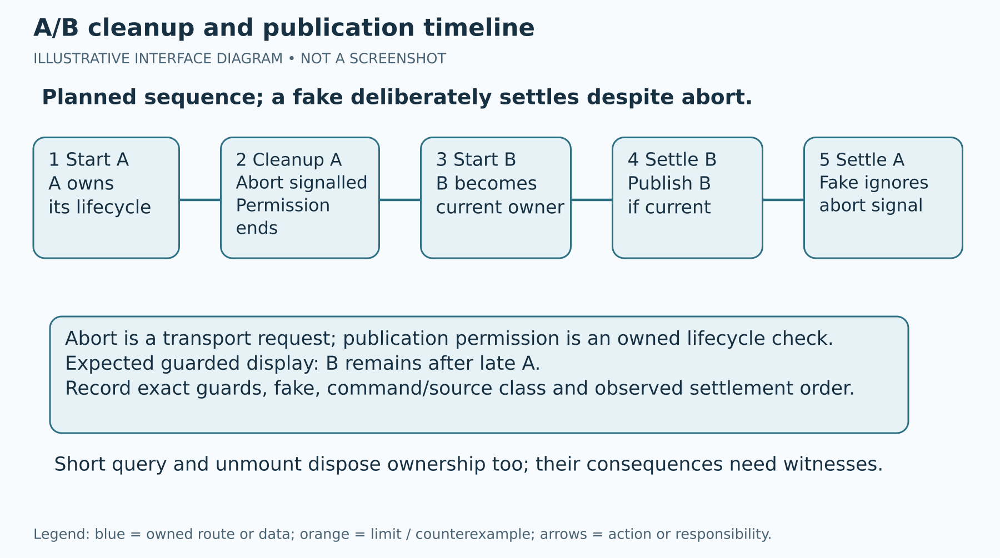 A/B cleanup and publication timeline
ILLUSTRATIVE INTERFACE DIAGRAM • NOT A SCREENSHOT
Planned sequence; a fake deliberately settles despite abort.
1 Start A
A owns
its lifecycle
2 Cleanup A
Abort signalled
Permission
ends
3 Start B
B becomes
current owner
4 Settle B
Publish B
if current
5 Settle A
Fake ignores
abort signal
Abort is a transport request; publication permission is an owned lifecycle check.
Expected guarded display: B remains after late A.
Record exact guards, fake, command/source class and observed settlement order.
Short query and unmount dispose ownership too; their consequences need witnesses.
Legend: blue = owned route or data; orange = limit / counterexample; arrows = action or responsibility.